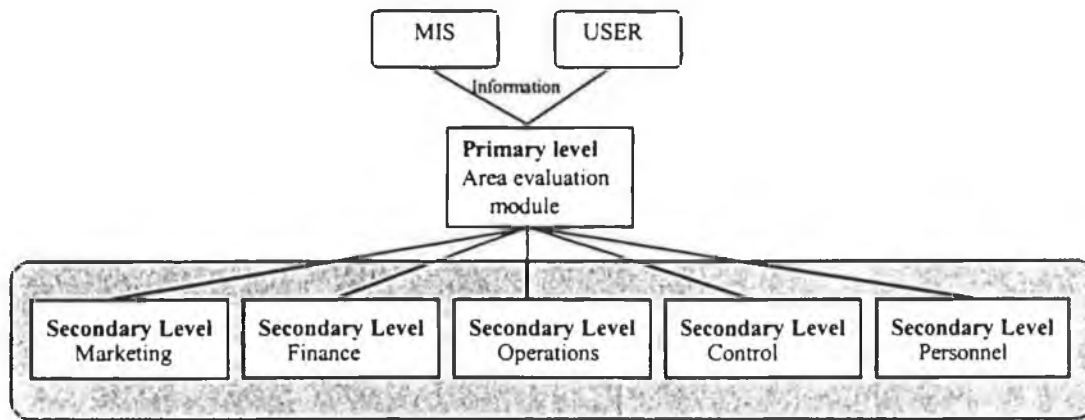 MIS
USER
Information
Primary level
Area evaluation
module
Secondary Level
Marketing
Secondary Level
Finance
Secondary Level
Operations
Secondary Level
Control
Secondary Level
Personnel